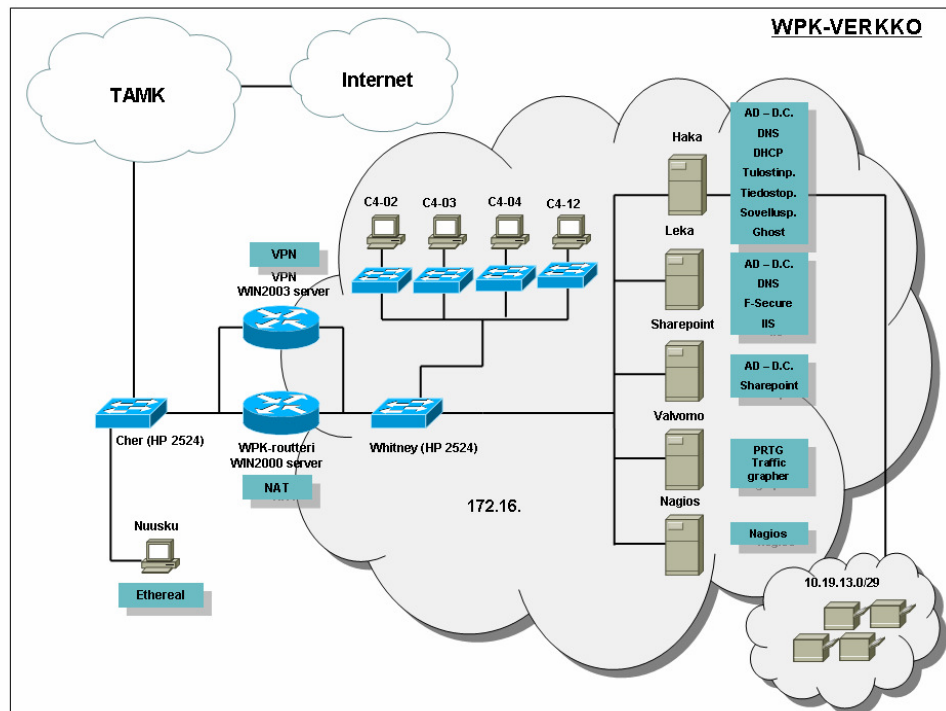 WPK-VERKKO
TAMK
Internet
Haka
AD – D.C.
DNS
DHCP
Tulostinp.
Tiedostop.
Sovellusp.
Ghost
C4-02
C4-03
C4-04
C4-12
Leka
VPN
VPN
WIN2003 server
AD – D.C.
DNS
F-Secure
IIS
Sharepoint
AD – D.C.
Sharepoint
Valvomo
Cher (HP 2524)
WPK-routteri
WIN2000 server
Whitney (HP 2524)
NAT
PRTG
Traffic
grapher
172.16.
Nagios
Nagios
Nuusku
Ethereal
10.19.13.0/29